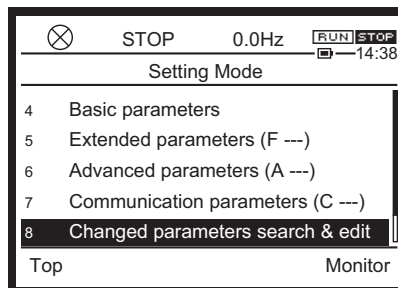 STOP 0.0Hz RUN STOP
14:38
Setting Mode
4 Basic parameters
5 Extended parameters (F ---)
6 Advanced parameters (A ---)
7 Communication parameters (C ---)
8 Changed parameters search & edit
Top Monitor